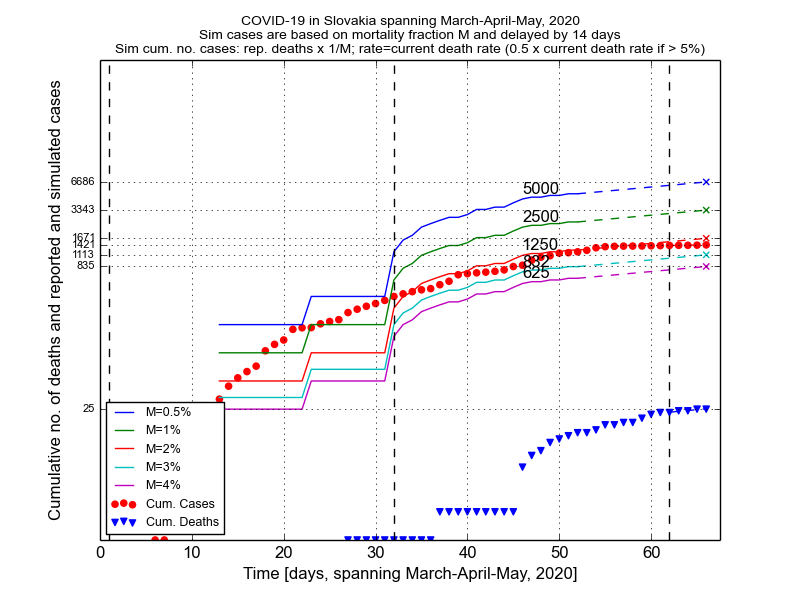 COVID-19 in Slovakia spanning March-April-May, 2020
Sim cases are based on mortality fraction M and delayed by 14 days
Sim cum. no. cases: rep. deaths x 1/M; rate=current death rate (0.5 x current death rate if > 5%)
Cumulative no. of deaths and reported and simulated cases
6686
3343
1671
1421
1113
835
25
5000
2500
1250
832
625
M=0.5%
M=1%
M=2%
M=3%
M=4%
Cum. Cases
Cum. Deaths
0 10 20 30 40 50 60
Time [days, spanning March-April-May, 2020]